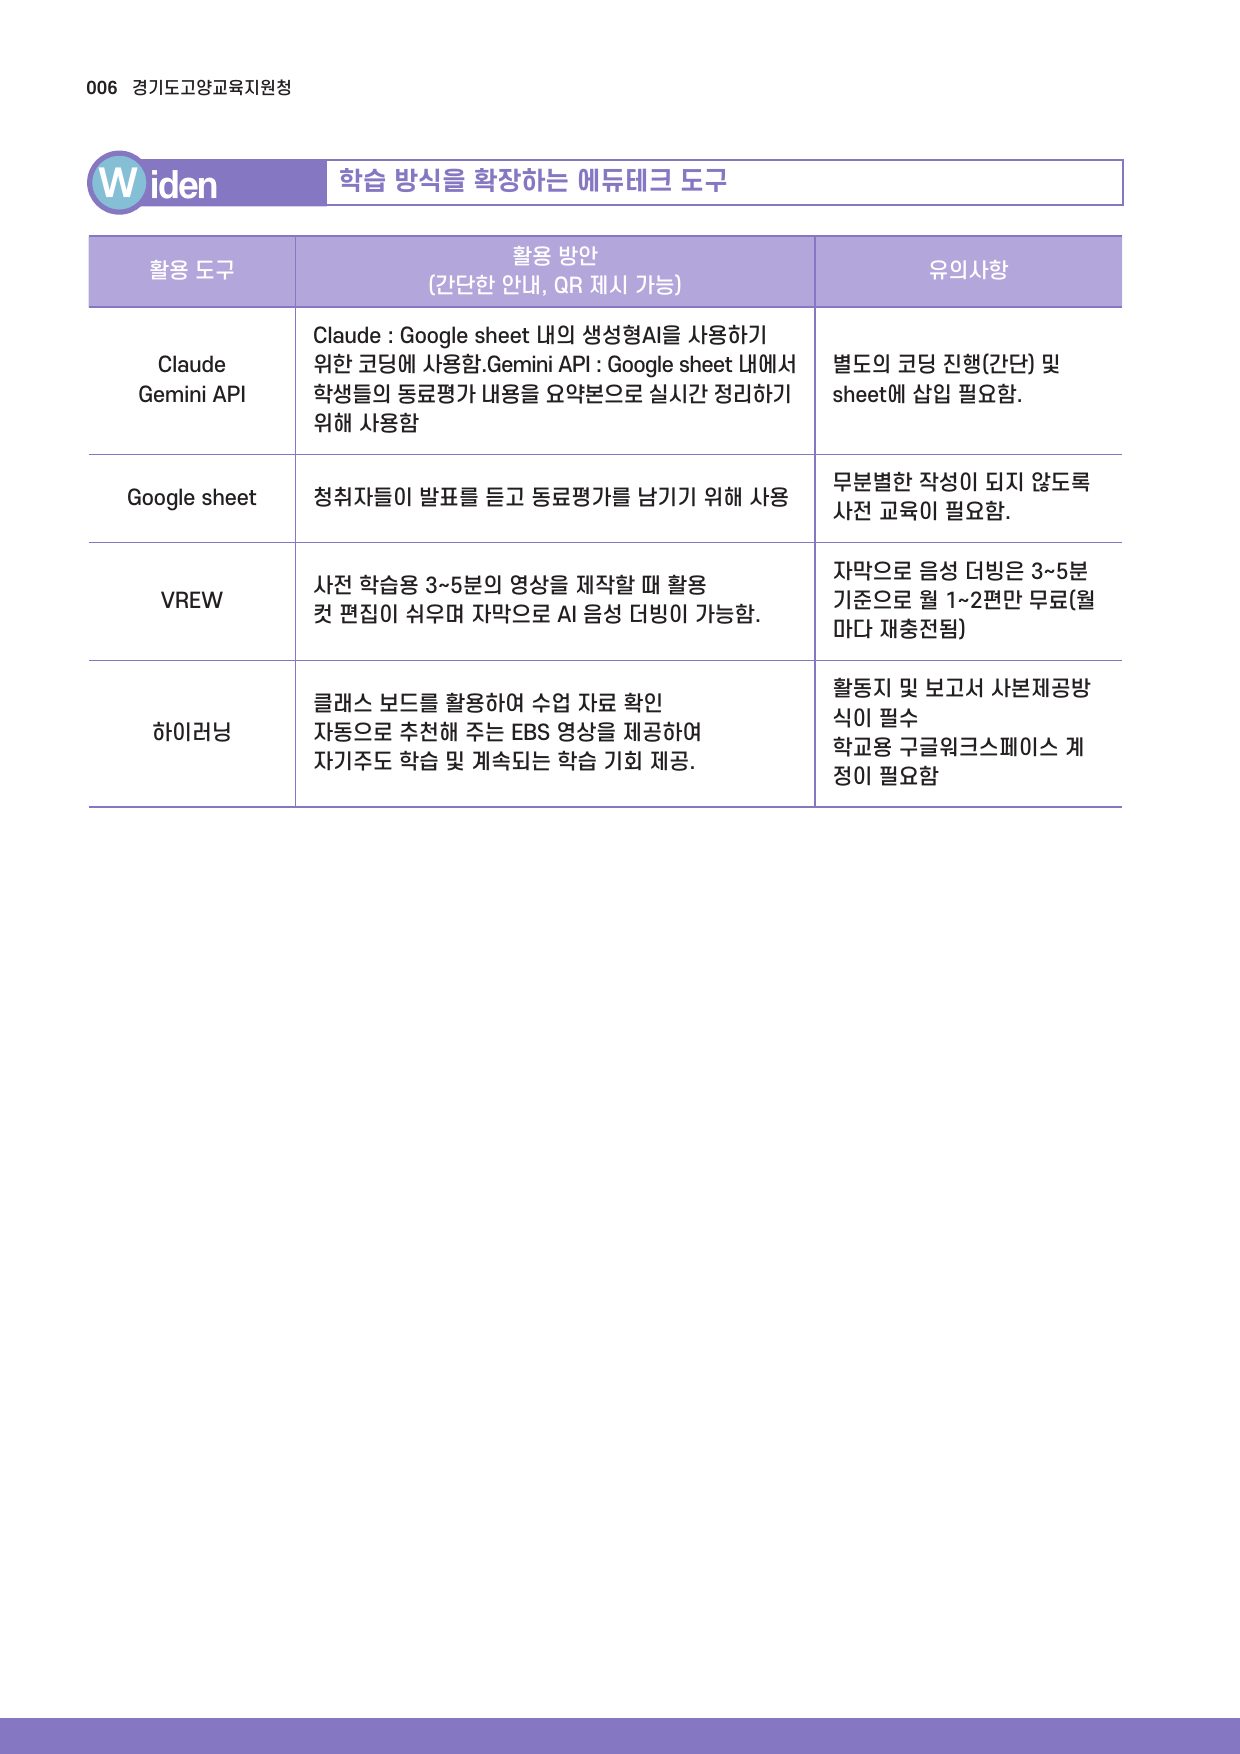 006 경기도고양교육지원청
Widen 학습 방식을 확장하는 에듀테크 도구
활용 도구
활용 방안
(간단한 안내, QR 제시 가능)
유의사항
Claude
Gemini API
Claude : Google sheet 내의 생성형AI을 사용하기
위한 코딩에 사용함.Gemini API : Google sheet 내에서
학생들의 동료평가 내용을 요약본으로 실시간 정리하기
위해 사용함
별도의 코딩 진행(간단) 및
sheet에 삽입 필요함.
Google sheet
청취자들이 발표를 듣고 동료평가를 남기기 위해 사용
무분별한 작성이 되지 않도록
사전 교육이 필요함.
VREW
사전 학습용 3~5분의 영상을 제작할 때 활용
컷 편집이 쉬우며 자막으로 AI 음성 더빙이 가능함.
자막으로 음성 더빙은 3~5분
기준으로 월 1~2편만 무료(월
마다 재충전됨)
하이러닝
클래스 보드를 활용하여 수업 자료 확인
자동으로 추천해 주는 EBS 영상을 제공하여
자기주도 학습 및 계속되는 학습 기회 제공.
활동지 및 보고서 사본제공방
식이 필수
학교용 구글워크스페이스 계
정이 필요함